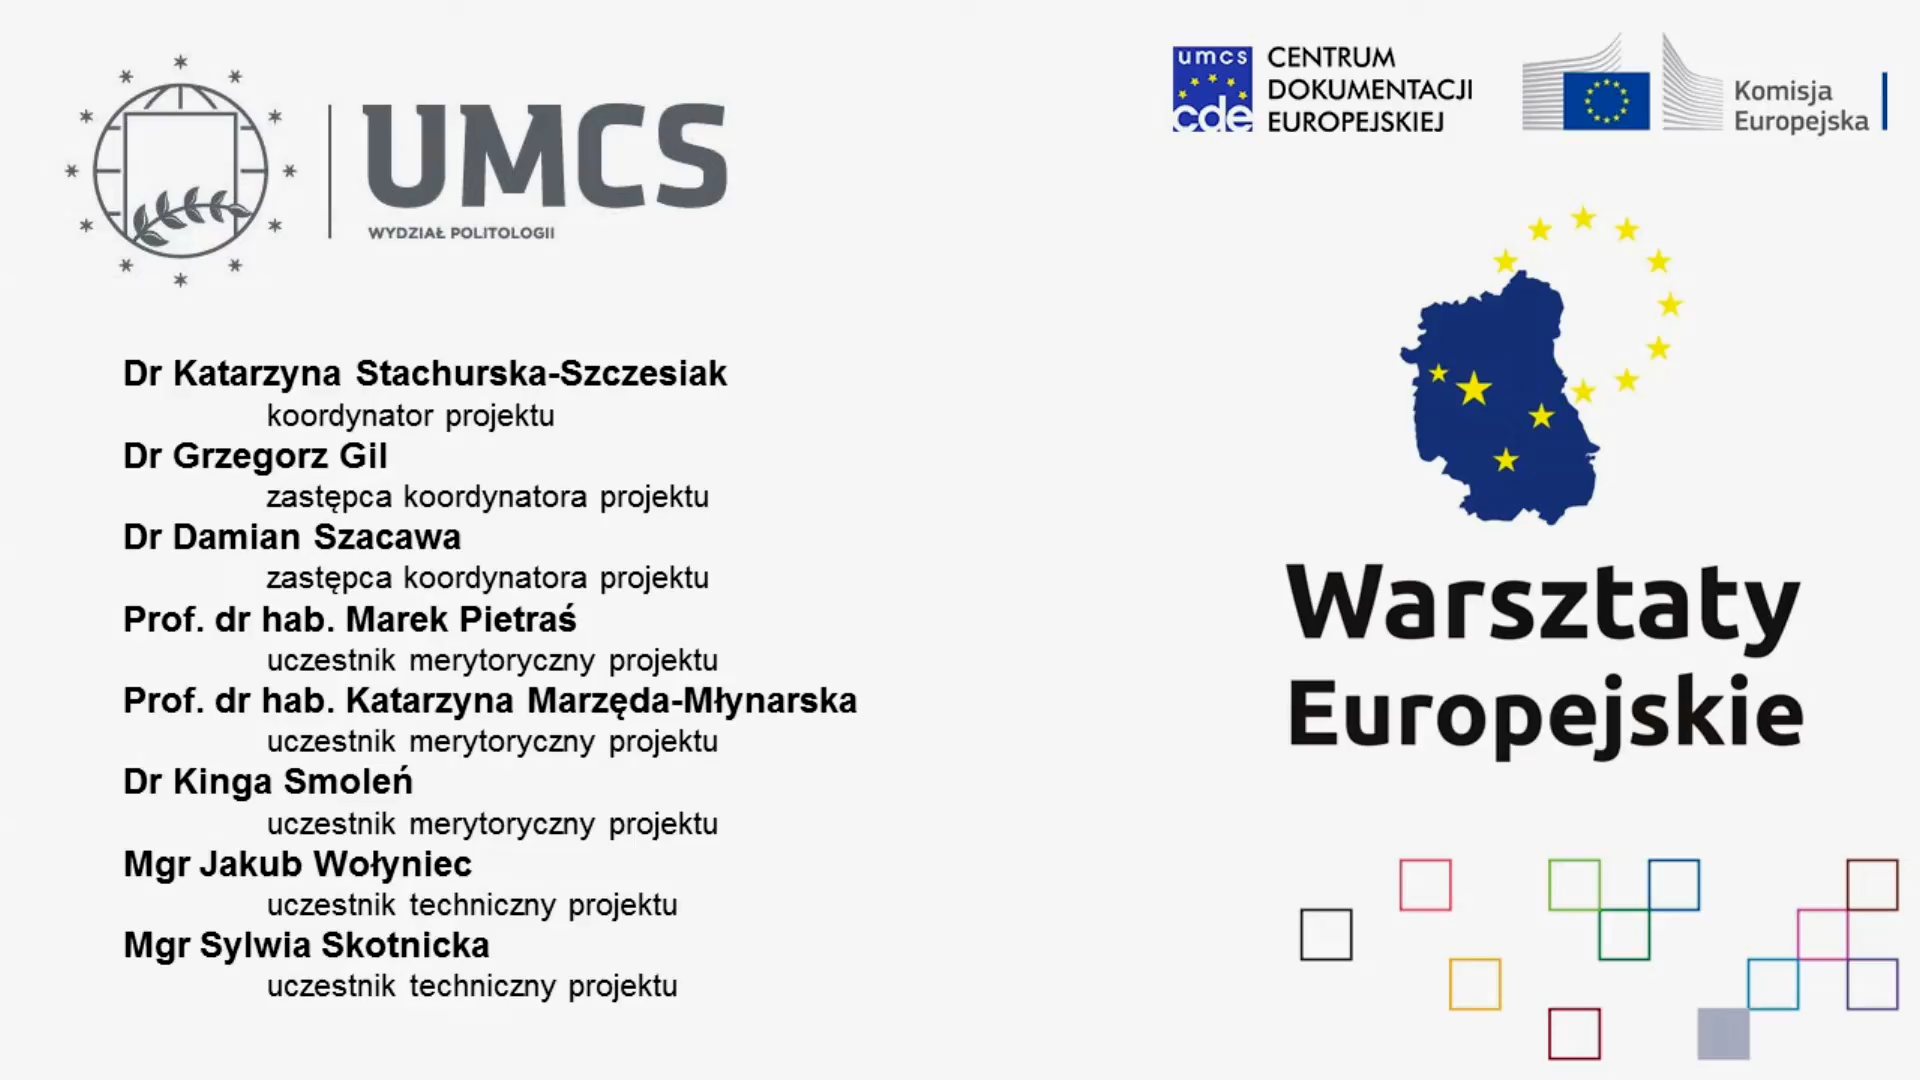 UMCS
WYDZIAŁ POLITOLOGII
umcs
cde
CENTRUM
DOKUMENTACJI
EUROPEJSKIEJ
Komisja
Europejska
Dr Katarzyna Stachurska-Szczesiak
koordynator projektu
Dr Grzegorz Gil
zastępca koordynatora projektu
Dr Damian Szacawa
zastępca koordynatora projektu
Prof. dr hab. Marek Pietraś
uczestnik merytoryczny projektu
Prof. dr hab. Katarzyna Marzęda-Młynarska
uczestnik merytoryczny projektu
Dr Kinga Smoleń
uczestnik merytoryczny projektu
Mgr Jakub Wołyniec
uczestnik techniczny projektu
Mgr Sylwia Skotnicka
uczestnik techniczny projektu
Warsztaty
Europejskie